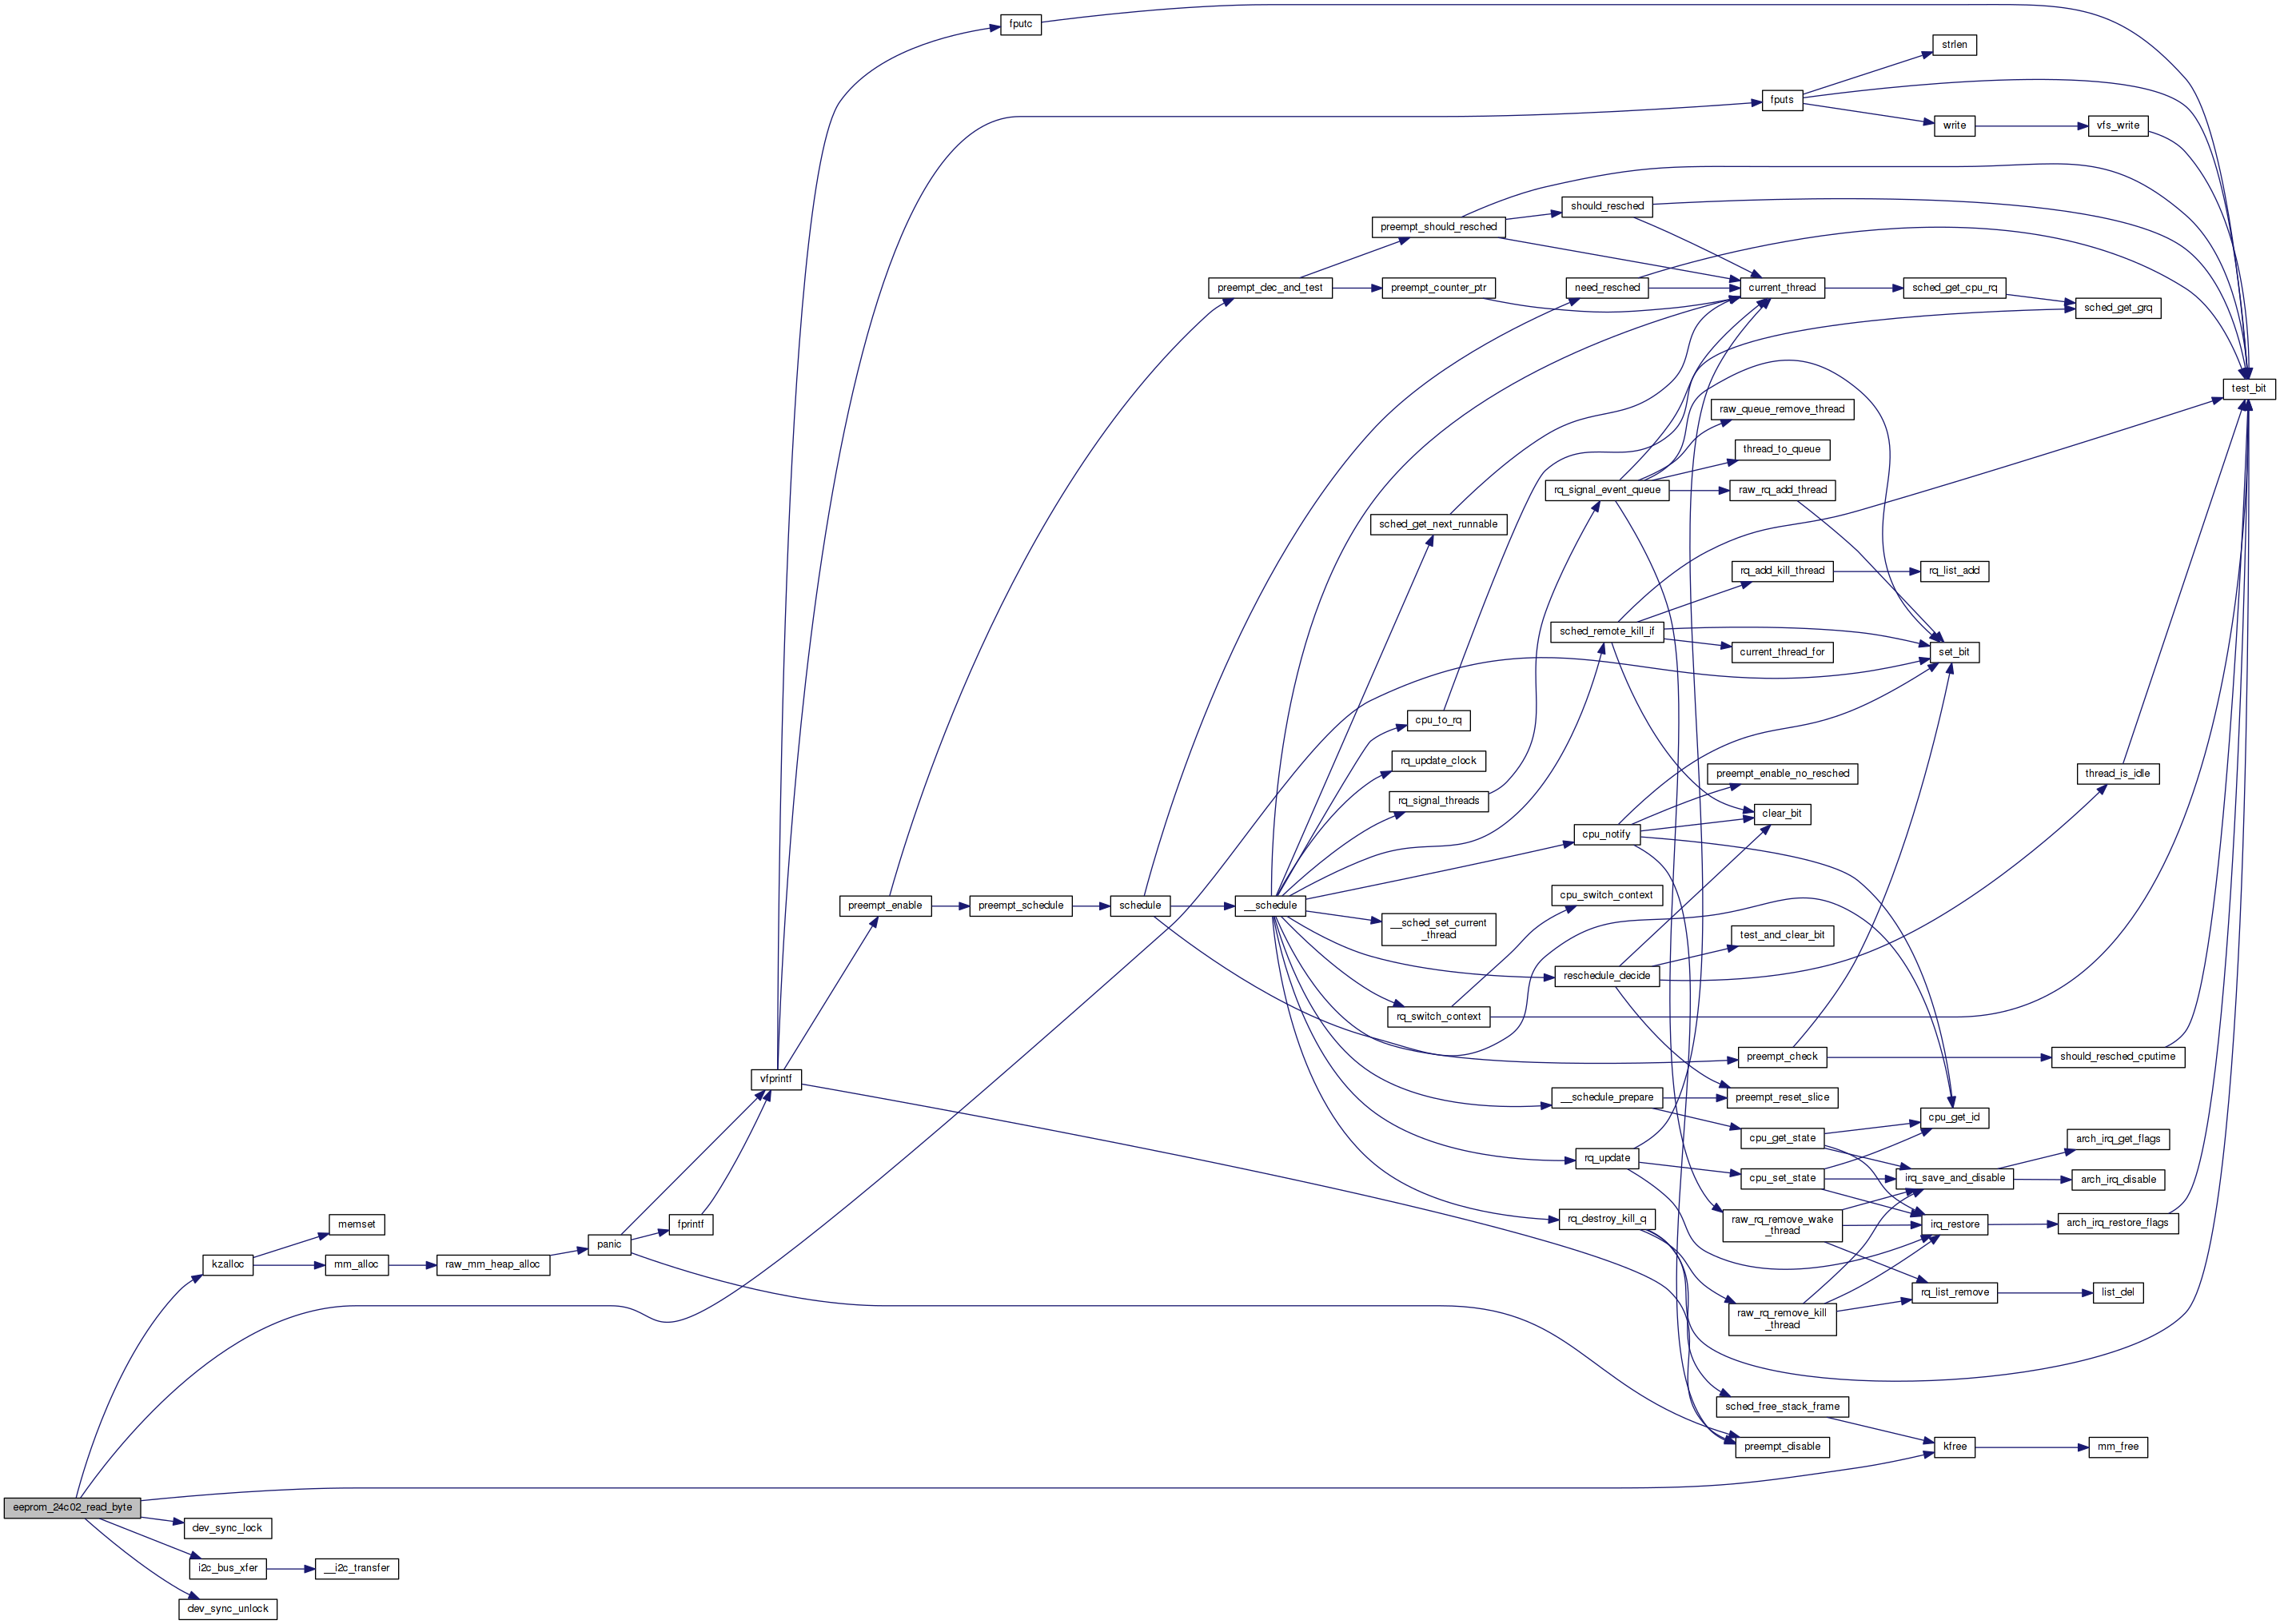 fputc
strlen
fputs
write
vfs_write
should_resched
preempt_should_resched
preempt_dec_and_test
preempt_counter_ptr
need_resched
current_thread
sched_get_cpu_rq
sched_get_grq
test_bit
raw_queue_remove_thread
thread_to_queue
rq_signal_event_queue
raw_rq_add_thread
sched_get_next_runnable
rq_add_kill_thread
rq_list_add
sched_remote_kill_if
current_thread_for
set_bit
cpu_to_rq
rq_update_clock
preempt_enable_no_resched
thread_is_idle
rq_signal_threads
clear_bit
cpu_notify
cpu_switch_context
preempt_enable
preempt_schedule
schedule
__schedule
__sched_set_current
_thread
test_and_clear_bit
reschedule_decide
rq_switch_context
preempt_check
should_resched_cputime
vfprintf
__schedule_prepare
preempt_reset_slice
cpu_get_id
cpu_get_state
arch_irq_get_flags
rq_update
cpu_set_state
irq_save_and_disable
arch_irq_disable
rq_destroy_kill_q
raw_rq_remove_wake
_thread
irq_restore
arch_irq_restore_flags
memset
fprintf
panic
kzalloc
mm_alloc
raw_mm_heap_alloc
rq_list_remove
list_del
raw_rq_remove_kill
_thread
sched_free_stack_frame
preempt_disable
kfree
mm_free
eeprom_24c02_read_byte
dev_sync_lock
i2c_bus_xfer
__i2c_transfer
dev_sync_unlock